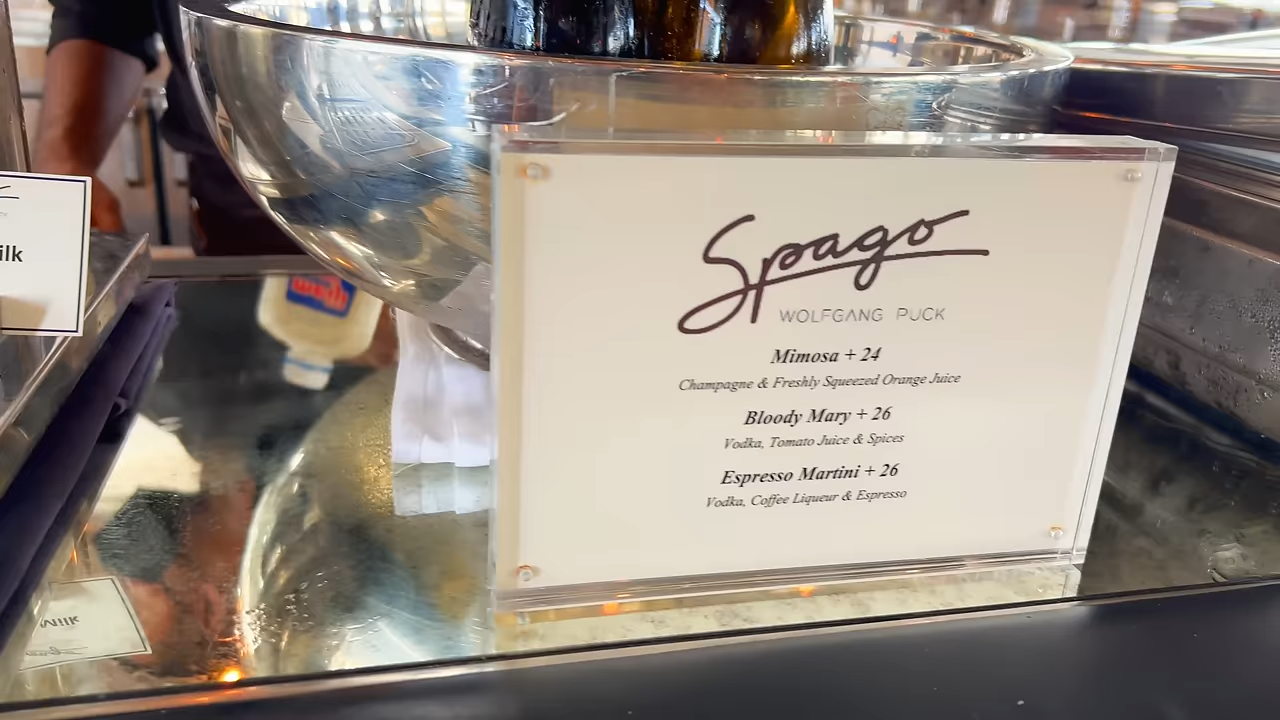 ilk
Spago
WOLFGANG PUCK
Mimosa + 24
Champagne & Freshly Squeezed Orange Juice
Bloody Mary + 26
Vodka, Tomato Juice & Spices
Espresso Martini + 26
Vodka, Coffee Liqueur & Espresso